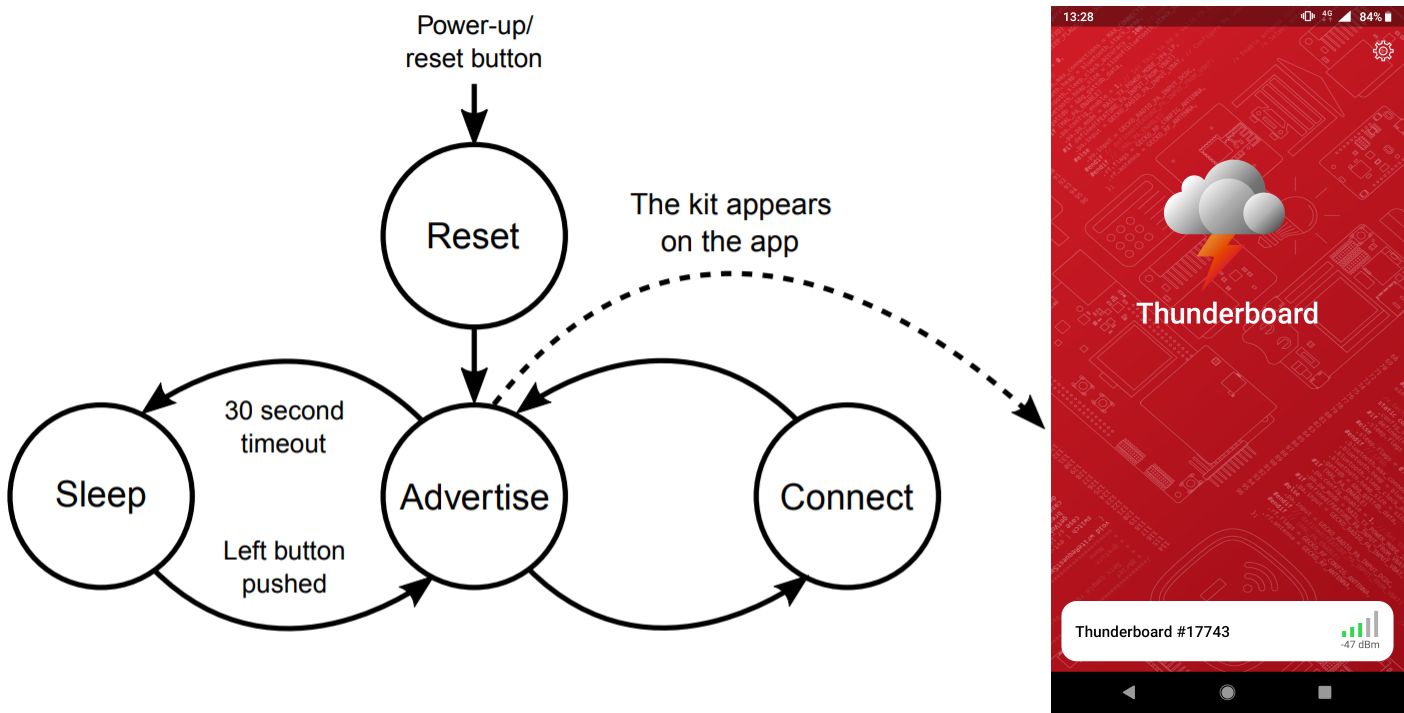 Power-up/
reset button
Reset
The kit appears
on the app
30 second
timeout
Sleep
Advertise
Connect
Left button
pushed
13:28
4G
84%
Thunderboard
Thunderboard #17743
-47 dBm